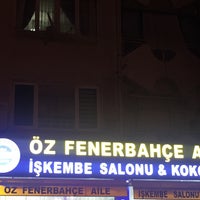 ÖZ FENERBAHÇE A
İŞKEMBE SALONU & KOKO
ÖZ FENERBAHÇE AİLE